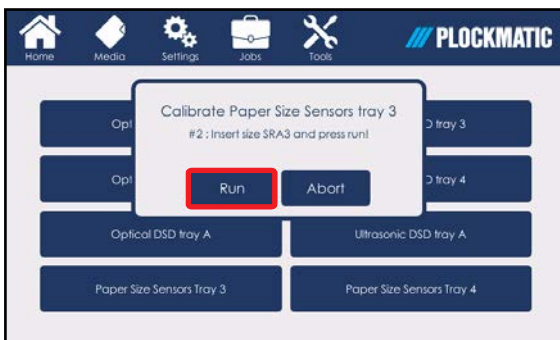 Home Media Settings Jobs Tools PLOCKMATIC
Calibrate Paper Size Sensors tray 3
#2 : Insert size SRA3 and press run!
Run Abort
Opt D tray 3
Opt D tray 4
Optical DSD tray A Ultrasonic DSD tray A
Paper Size Sensors Tray 3 Paper Size Sensors Tray 4